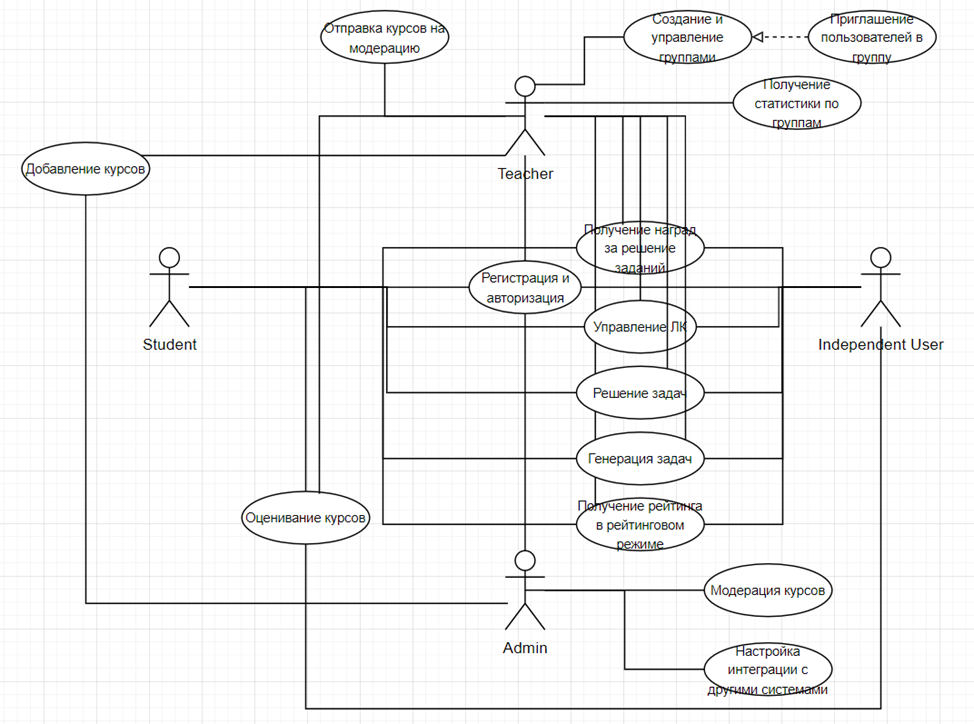 Отправка курсов на
модерацию
Создание и
управление
группами
Приглашение
пользователей в
группу
Получение
статистики по
группам
Добавление курсов
Teacher
Получение наград
за решение
заданий
Регистрация и
авторизация
Управление ЛК
Student
Independent User
Решение задач
Генерация задач
Оценивание курсов
Получение рейтинга
в рейтинговом
режиме
Модерация курсов
Admin
Настройка
интеграции с
другими системами